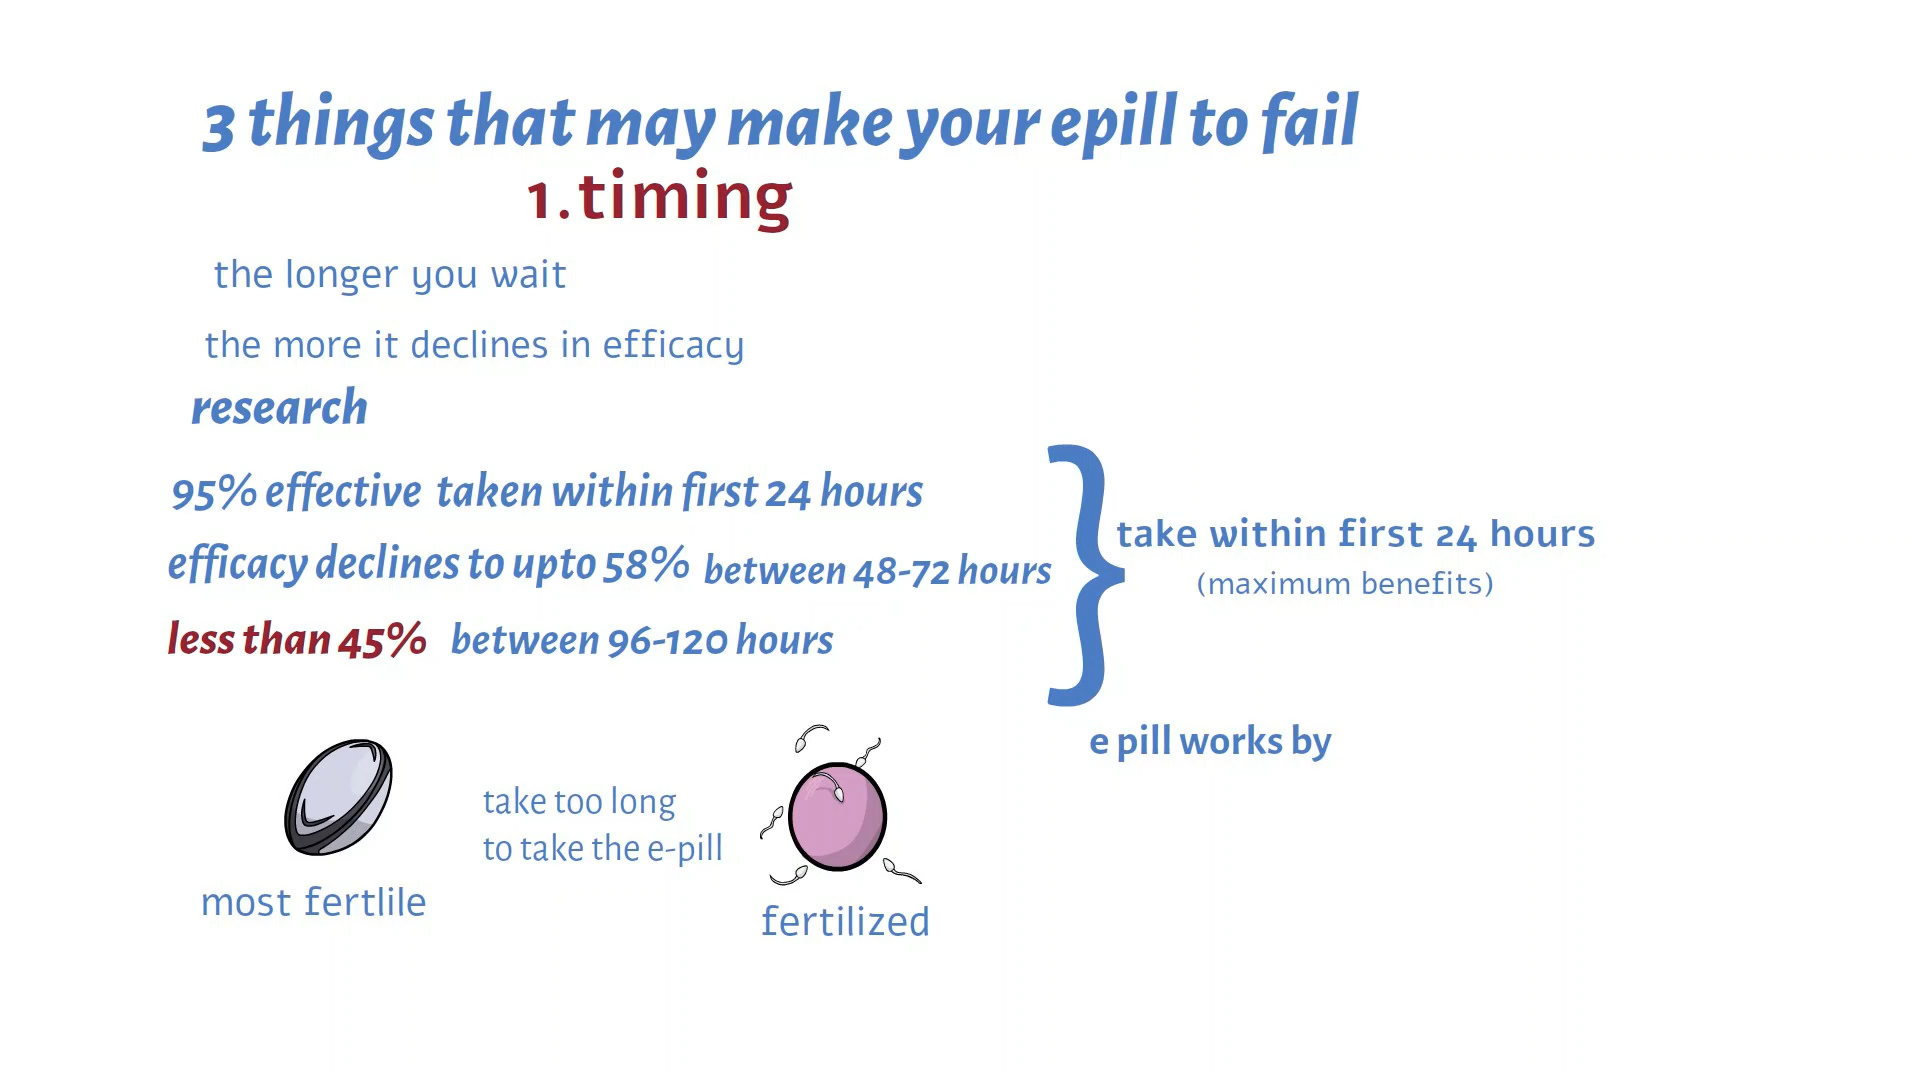 3 things that may make your epill to fail
1.timing
the longer you wait
the more it declines in efficacy
research
95% effective taken within first 24 hours
efficacy declines to upto 58% between 48-72 hours
less than 45% between 96-120 hours
}
take within first 24 hours
(maximum benefits)
e pill works by
take too long
to take the e-pill
most fertlile
fertilized